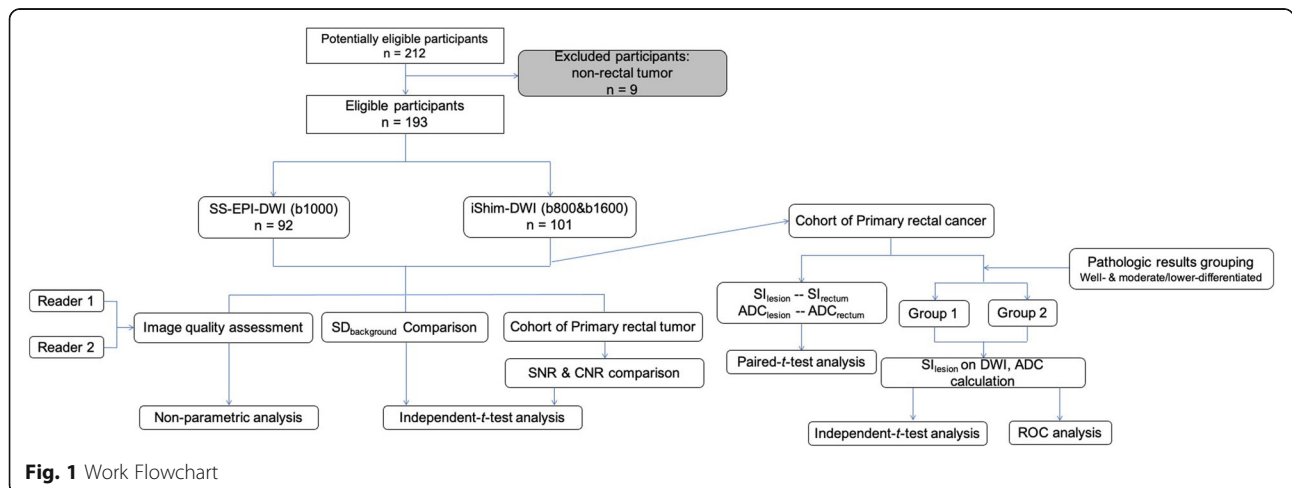 Potentially eligible participants
n = 212
Excluded participants:
non-rectal tumor
n = 9
Eligible participants
n = 193
SS-EPI-DWI (b1000)
n = 92
iShim-DWI (b800&b1600)
n = 101
Cohort of Primary rectal cancer
Pathologic results grouping
Well- & moderate/lower-differentiated
Reader 1
Reader 2
Image quality assessment
SDbackground Comparison
Cohort of Primary rectal tumor
SNR & CNR comparison
Non-parametric analysis
Independent-t-test analysis
SIlesion -- SIrectum
ADClesion -- ADCrectum
Paired-t-test analysis
Group 1
Group 2
SIlesion on DWI, ADC
calculation
Independent-t-test analysis
ROC analysis
Fig. 1 Work Flowchart